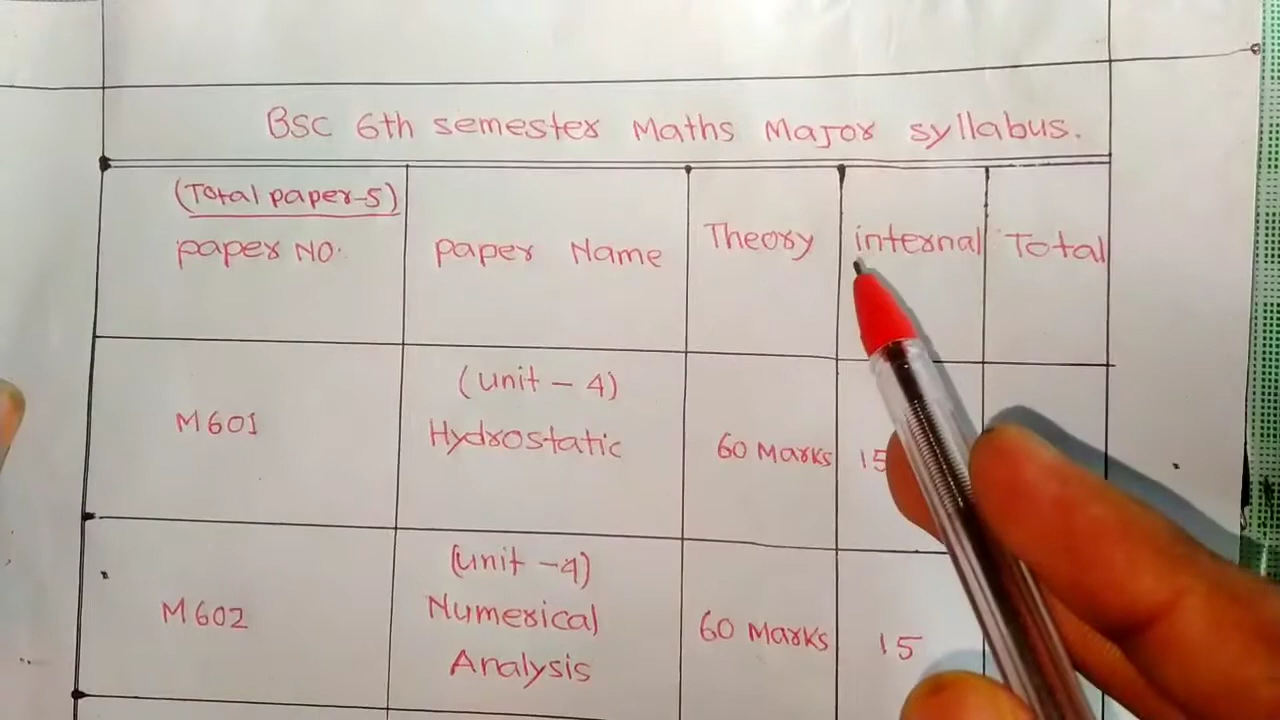 Bsc 6th semester Maths Major syllabus.
(Total paper-5)
paper NO.
paper Name
Theory
internal
Total
M601
(unit - 4)
Hydrostatic
60 Marks
15
M602
(unit -4)
Numerical
Analysis
60 Marks
15